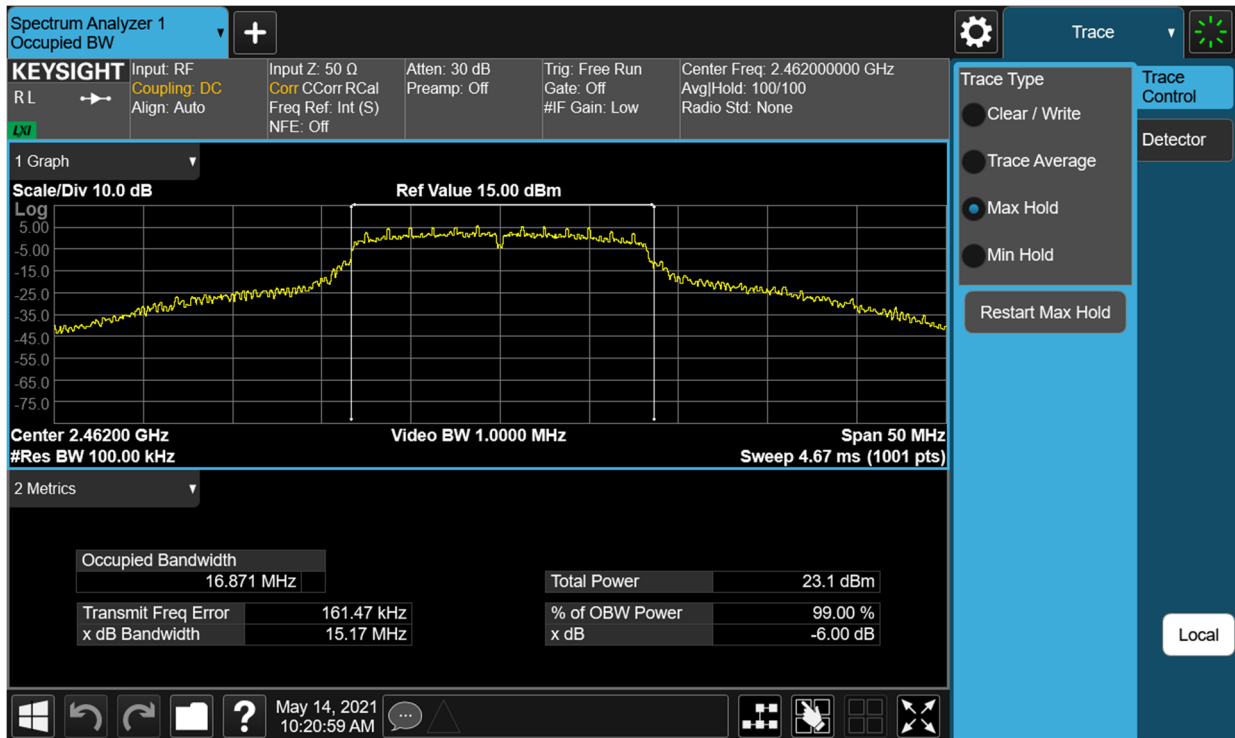 Spectrum Analyzer 1
Occupied BW
+
Trace
KEYSIGHT
R L
LXI
Input: RF
Coupling: DC
Align: Auto
Input Z: 50 Ω
Corr CCorr RCal
Freq Ref: Int (S)
NFE: Off
Atten: 30 dB
Preamp: Off
Trig: Free Run
Gate: Off
#IF Gain: Low
Center Freq: 2.462000000 GHz
Avg|Hold: 100/100
Radio Std: None
Trace Type
Clear / Write
Trace Average
Max Hold
Min Hold
Restart Max Hold
Trace
Control
Detector
1 Graph
Scale/Div 10.0 dB
Ref Value 15.00 dBm
Log
5.00
-5.00
-15.0
-25.0
-35.0
-45.0
-55.0
-65.0
-75.0
Center 2.46200 GHz
Video BW 1.0000 MHz
Span 50 MHz
#Res BW 100.00 kHz
Sweep 4.67 ms (1001 pts)
2 Metrics
Occupied Bandwidth
16.871 MHz
Total Power 23.1 dBm
Transmit Freq Error 161.47 kHz
% of OBW Power 99.00 %
x dB Bandwidth 15.17 MHz
x dB -6.00 dB
Local
?
May 14, 2021
10:20:59 AM